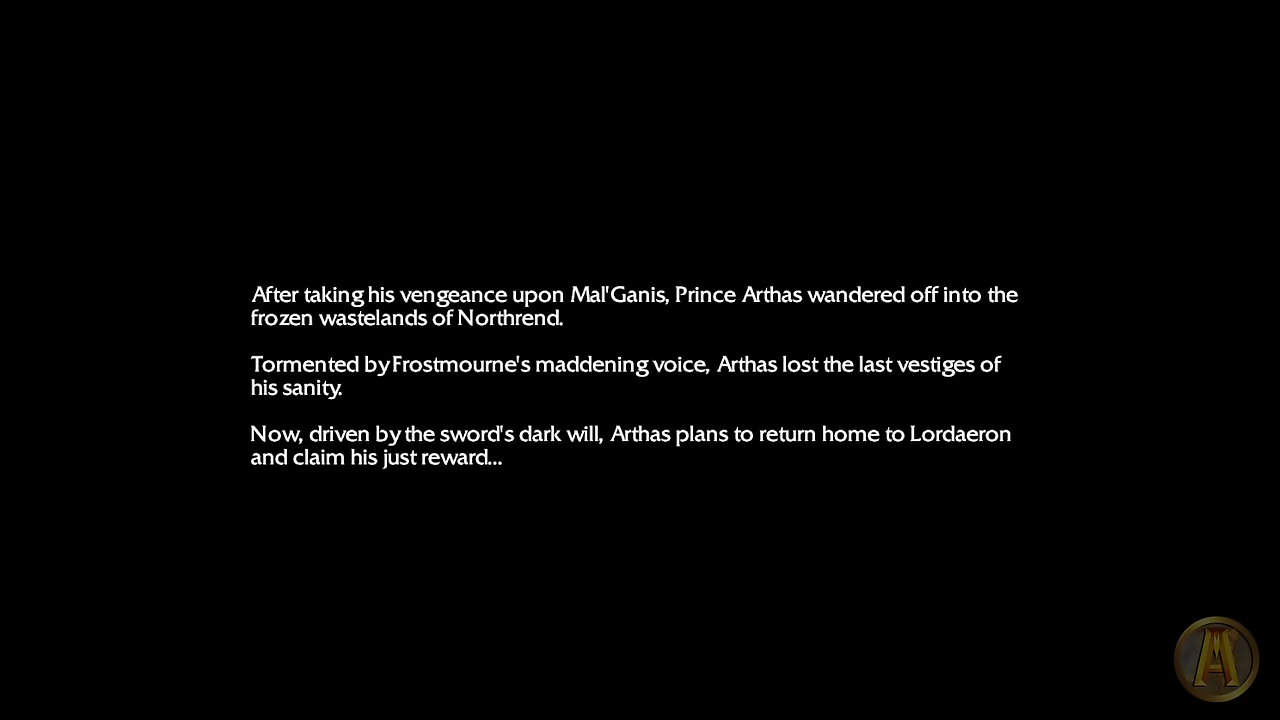 After taking his vengeance upon Mal'Ganis, Prince Arthas wandered off into the
frozen wastelands of Northrend.
Tormented by Frostmourne's maddening voice, Arthas lost the last vestiges of
his sanity.
Now, driven by the sword's dark will, Arthas plans to return home to Lordaeron
and claim his just reward...
A